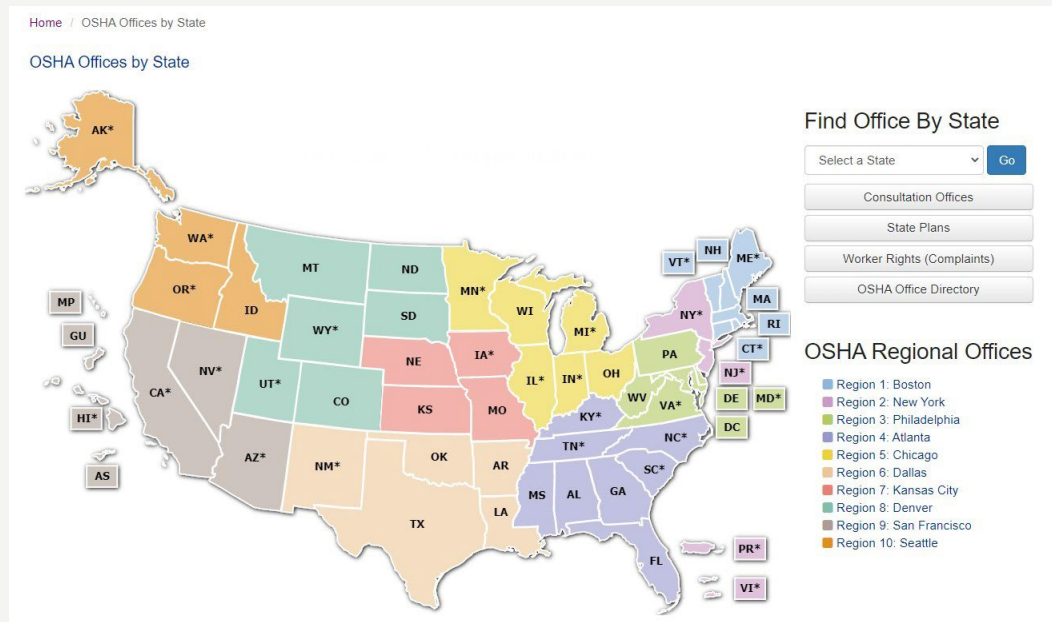 Home / OSHA Offices by State
OSHA Offices by State
AK*
WA*
OR*
ID
MT
ND
SD
WY*
UT*
CO
MN*
WI
MI*
IL*
IN*
OH
NE
IA*
KS
MO
CA*
NV*
AZ*
MP
GU
HI*
AS
NM*
OK
TX
AR
LA
KY*
TN*
NC*
SC*
MS
AL
GA
FL
PA
WV
VA*
DE
MD*
DC
NY*
NJ*
PR*
VI*
VT*
NH
ME*
MA
RI
CT*
Find Office By State
Select a State
Go
Consultation Offices
State Plans
Worker Rights (Complaints)
OSHA Office Directory
OSHA Regional Offices
Region 1: Boston
Region 2: New York
Region 3: Philadelphia
Region 4: Atlanta
Region 5: Chicago
Region 6: Dallas
Region 7: Kansas City
Region 8: Denver
Region 9: San Francisco
Region 10: Seattle